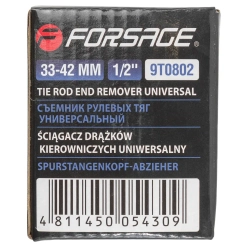 FORSAGE
33-42 MM 1/2" 9T0802
TIE ROD END REMOVER UNIVERSAL
СЪЕМНИК РУЛЕВЫХ ТЯГ
УНИВЕРСАЛЬНЫЙ
ŚCIĄGACZ DRĄŻKÓW
KIEROWNICZYCH UNIWERSALNY
SPURSTANGENKOPF-ABZIEHER
4 811450 054309